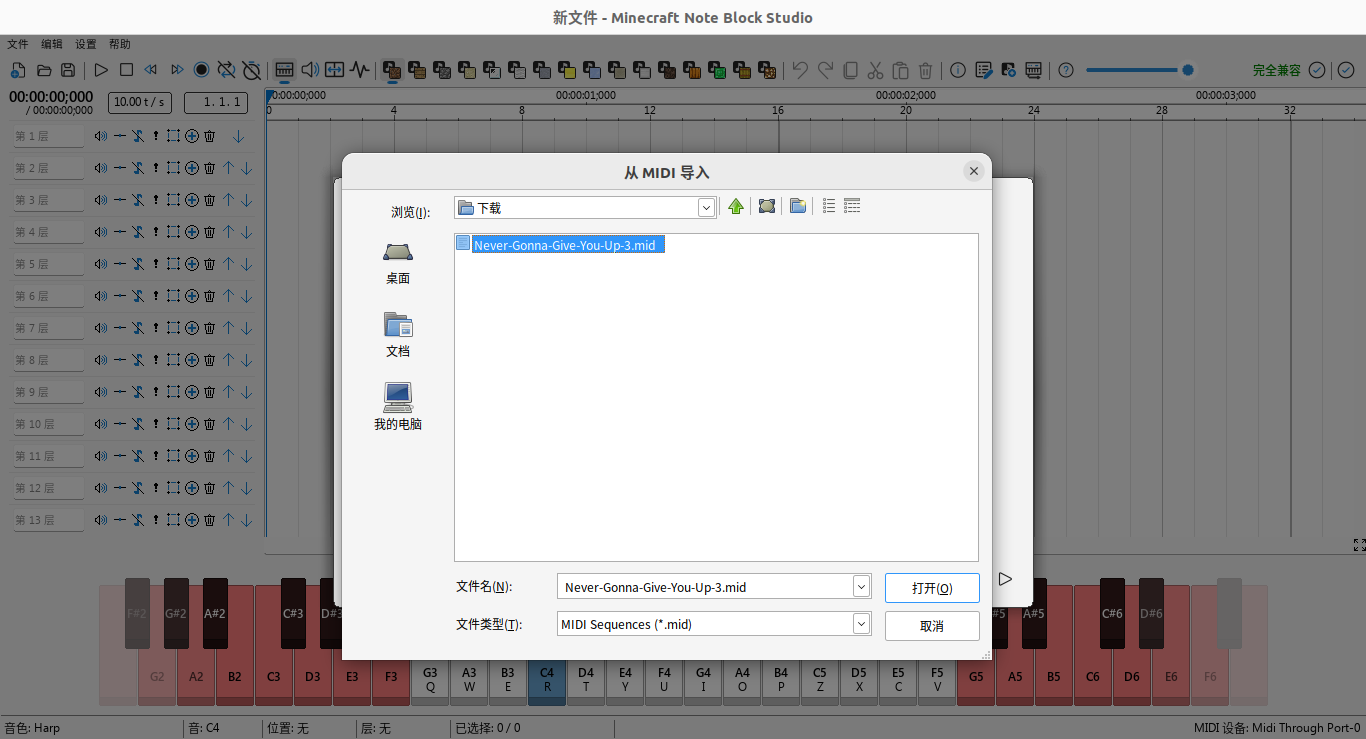 新文件 - Minecraft Note Block Studio
文件 编辑 设置 帮助
完全兼容
00:00:00;000
/ 00:00:00;000
10.00 t / s
1. 1. 1
00:00:00;000 00:00:01;000 00:00:02;000 00:00:03;000
0 4 8 12 16 20 24 28 32
第 1 层
第 2 层
第 3 层
第 4 层
第 5 层
第 6 层
第 7 层
第 8 层
第 9 层
第 10 层
第 11 层
第 12 层
第 13 层
从 MIDI 导入
浏览(I):
下载
桌面
文档
我的电脑
Never-Gonna-Give-You-Up-3.mid
文件名(N):
Never-Gonna-Give-You-Up-3.mid
打开(O)
文件类型(T):
MIDI Sequences (*.mid)
取消
F#2 G#2 A#2 C#3 D#3 #5 A#5 C#6 D#6
G2 A2 B2 C3 D3 E3 F3 G3 A3 B3 C4 D4 E4 F4 G4 A4 B4 C5 D5 E5 F5 G5 A5 B5 C6 D6 E6 F6
Q W E R T Y U I O P Z X C V
音色: Harp
音: C4
位置: 无
层: 无
已选择: 0 / 0
MIDI 设备: Midi Through Port-0